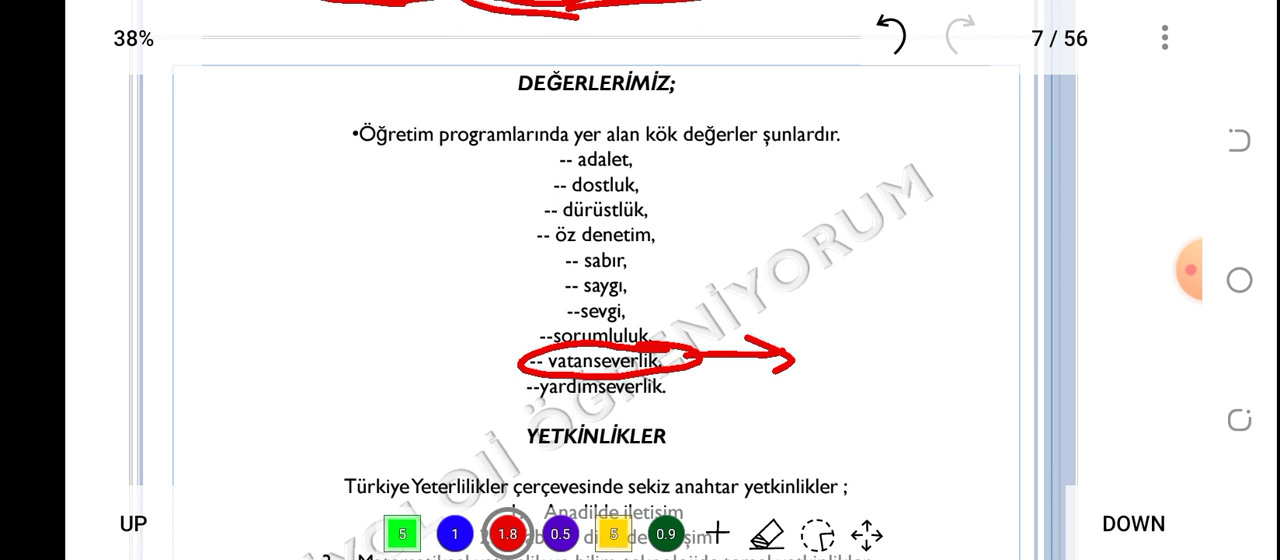 38%
7 / 56
DEĞERLERİMİZ;
•Öğretim programlarında yer alan kök değerler şunlardır.
-- adalet,
-- dostluk,
-- dürüstlük,
-- öz denetim,
-- sabır,
-- saygı,
--sevgi,
--sorumluluk,
-- vatanseverlik,
--yardımseverlik.
ÖĞRENİYORUM
YETKİNLİKLER
Türkiye Yeterlilikler çerçevesinde sekiz anahtar yetkinlikler ;
Anadilde iletişim
UP
5 1 1.8 0.5 5 0.9
DOWN